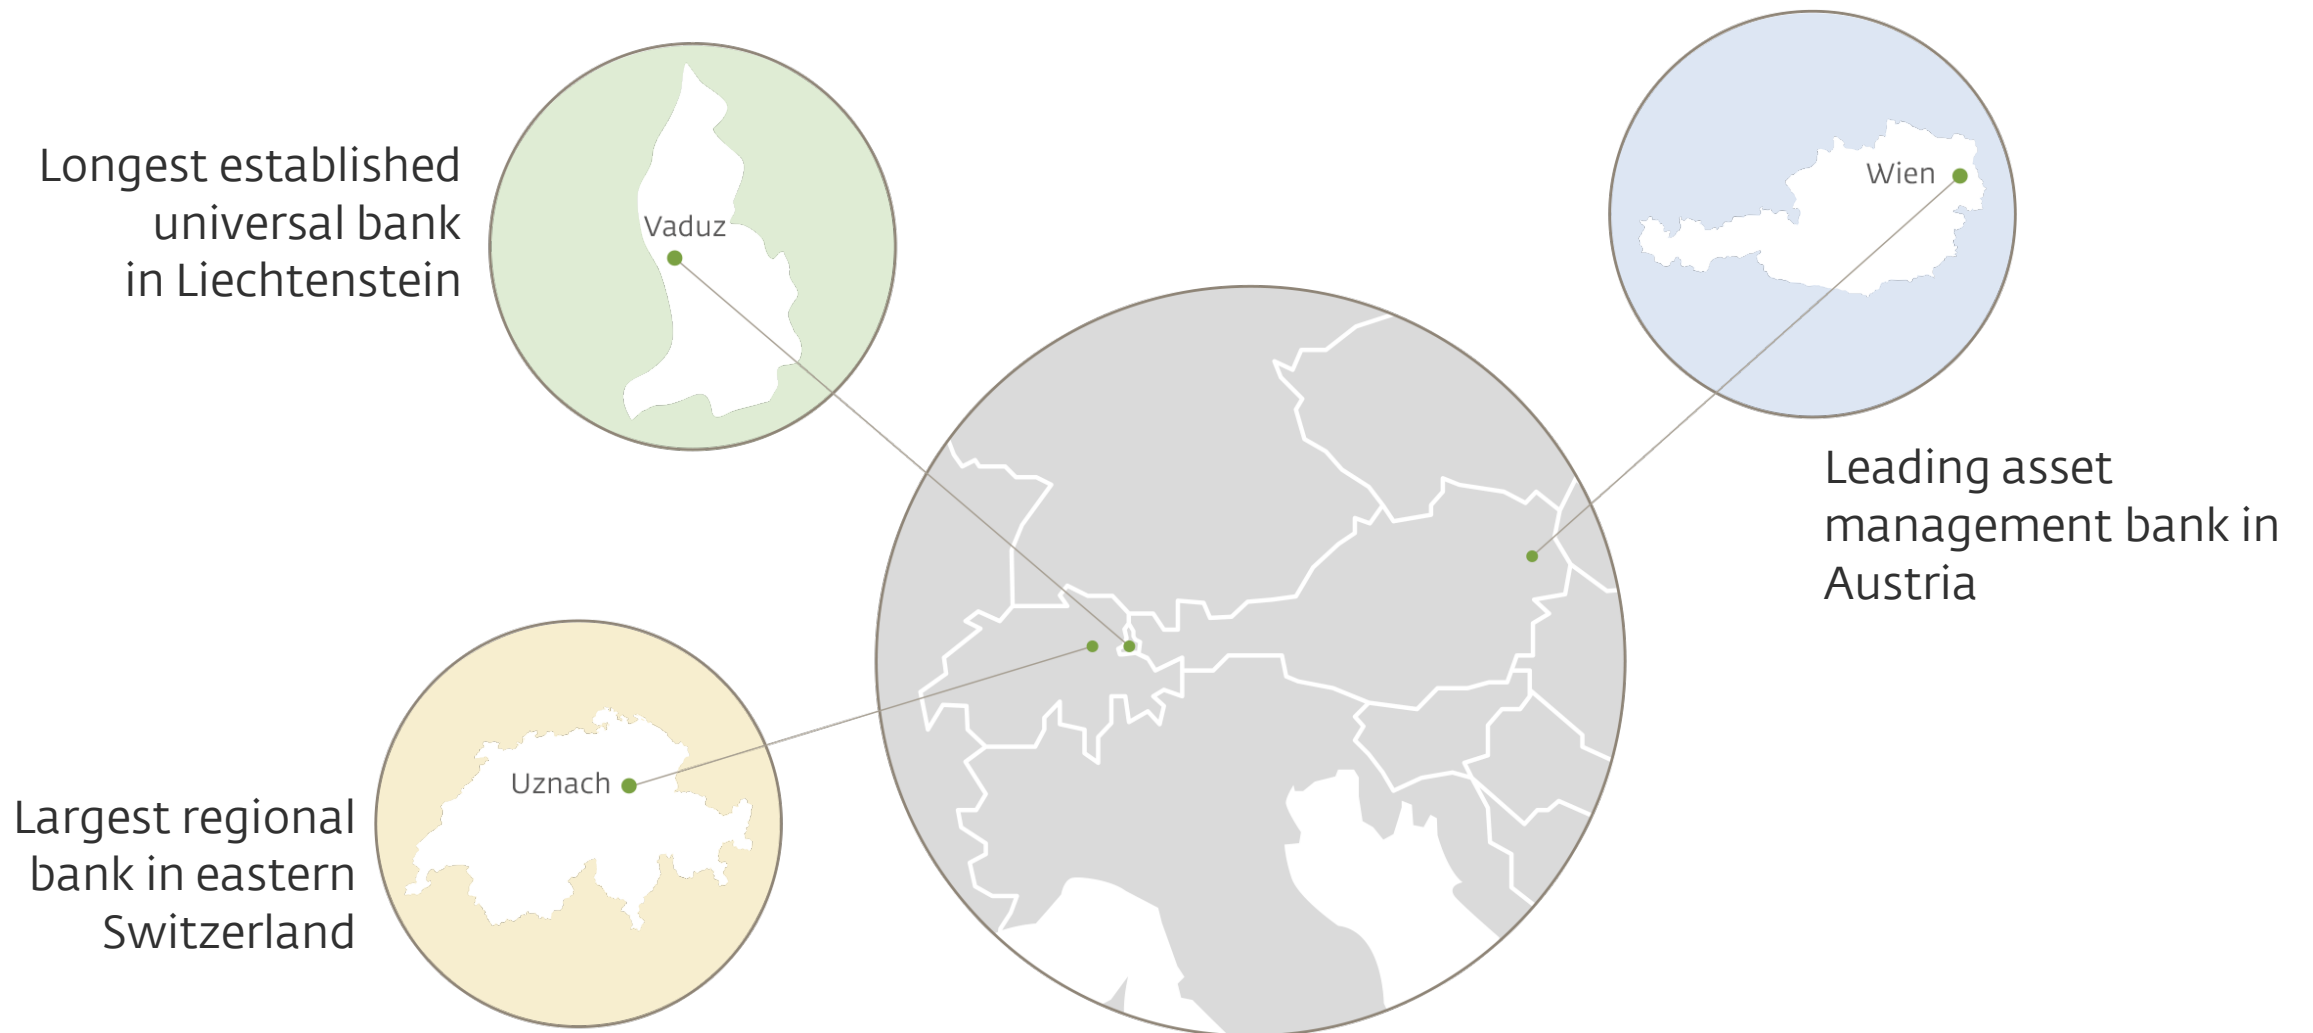 Longest established
universal bank
in Liechtenstein
Vaduz
Wien
Leading asset
management bank in
Austria
Uznach
Largest regional
bank in eastern
Switzerland